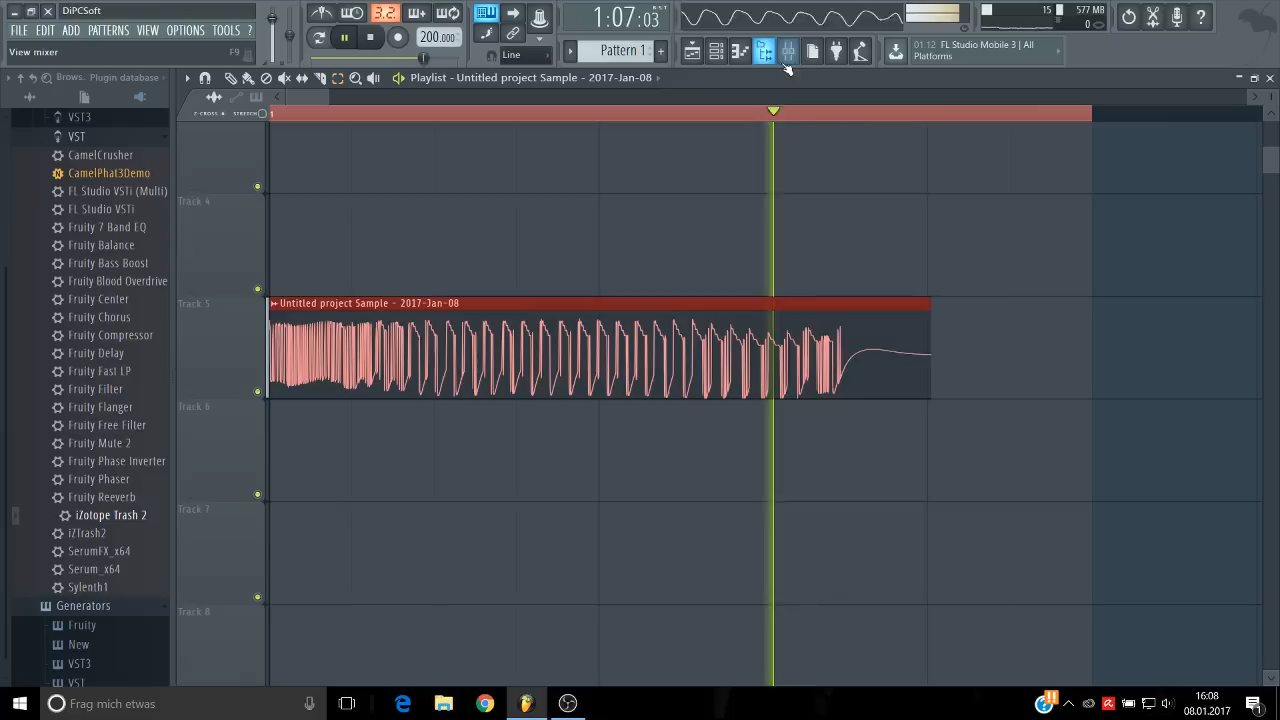 DiPCSoft
FILE EDIT ADD PATTERNS VIEW OPTIONS TOOLS ?
View mixer F9
3.2
200.000
1:07:03
Line
Pattern 1
15
577 MB
0
01.12 FL Studio Mobile 3 | All
Platforms
Brows.. Plugin database
Playlist - Untitled project Sample - 2017-Jan-08
STRETCH
1
VST3
VST
CamelCrusher
CamelPhat3Demo
FL Studio VSTi (Multi)
FL Studio VSTi
Fruity 7 Band EQ
Fruity Balance
Fruity Bass Boost
Fruity Blood Overdrive
Fruity Center
Fruity Chorus
Fruity Compressor
Fruity Delay
Fruity Fast LP
Fruity Filter
Fruity Flanger
Fruity Free Filter
Fruity Mute 2
Fruity Phase Inverter
Fruity Phaser
Fruity Reeverb
iZotope Trash 2
iZTrash2
SerumFX_x64
Serum_x64
Sylenth1
Generators
Fruity
New
VST3
VST
Track 4
Track 5
Untitled project Sample - 2017-Jan-08
Track 6
Track 7
Track 8
Frag mich etwas
16:08
08.01.2017
1